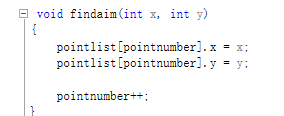 void findaim(int x, int y)
{
pointlist[pointnumber].x = x;
pointlist[pointnumber].y = y;
pointnumber++;
}